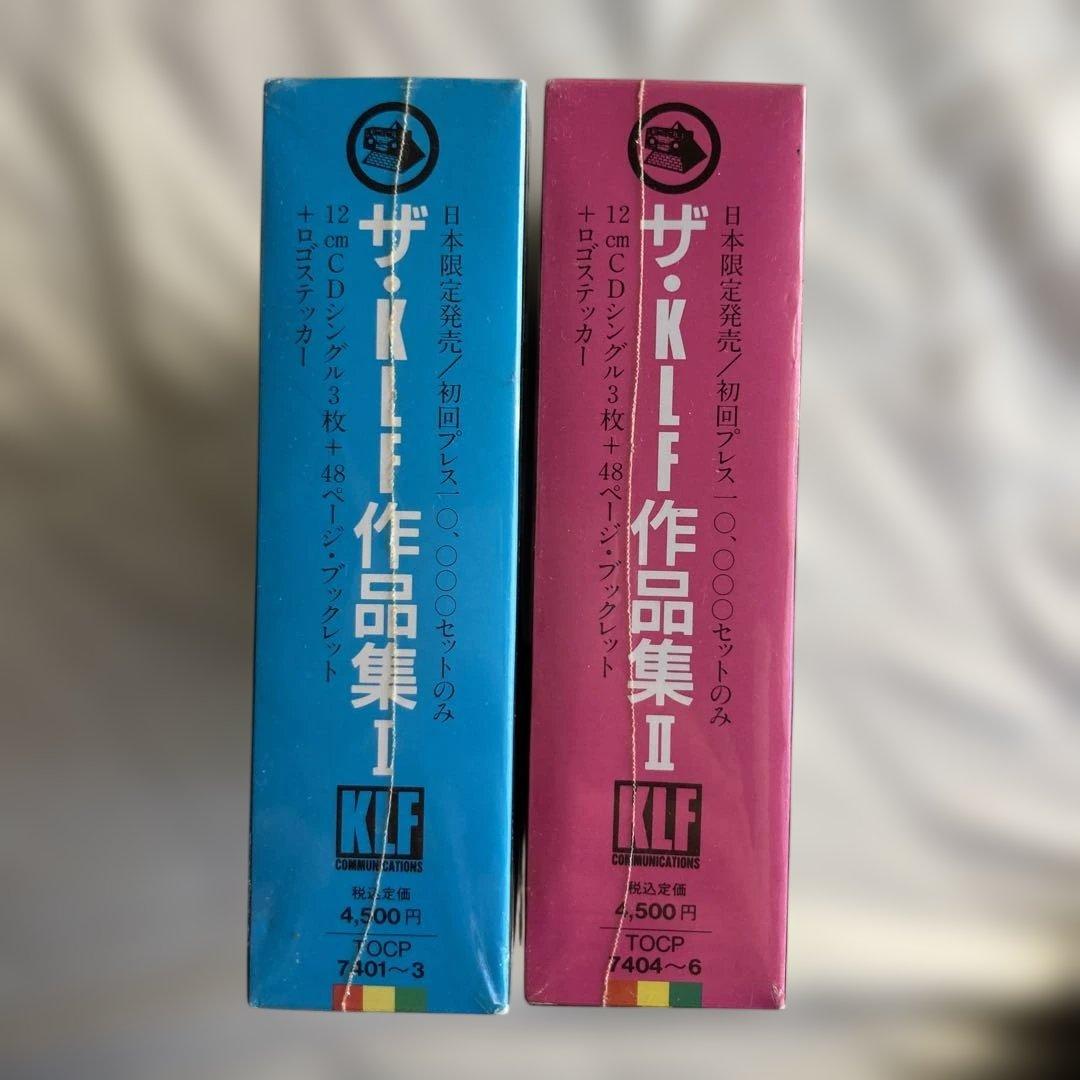 日本限定発売／初回プレス一〇、〇〇〇セットのみ
ザ・KLF作品集Ⅰ
12cmCDシングル3枚+48ページ・ブックレット
+ロゴステッカー
KLF
COMMUNICATIONS
税込定価
4,500円
TOCP
7401〜3
日本限定発売／初回プレス一〇、〇〇〇セットのみ
ザ・KLF作品集Ⅱ
12cmCDシングル3枚+48ページ・ブックレット
+ロゴステッカー
KLF
COMMUNICATIONS
税込定価
4,500円
TOCP
7404〜6